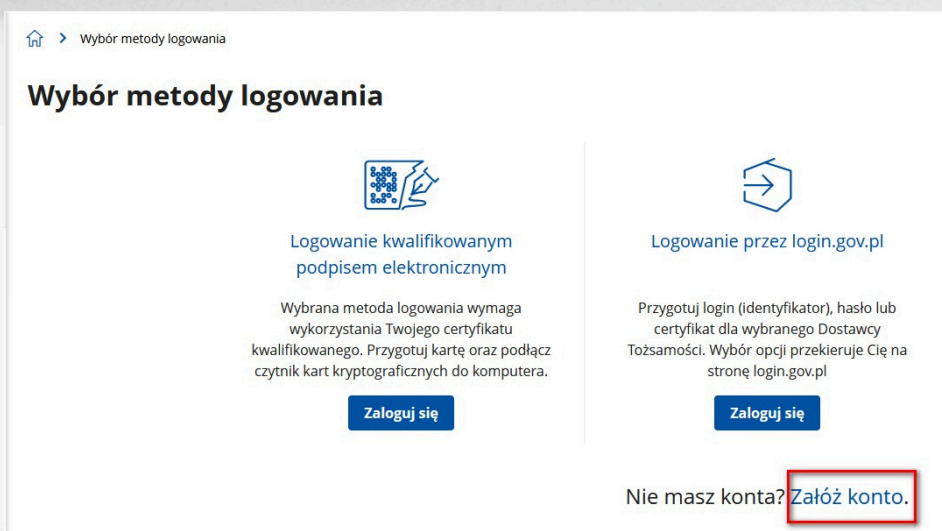 Wybór metody logowania
Wybór metody logowania
Logowanie kwalifikowanym
podpisem elektronicznym
Wybrana metoda logowania wymaga
wykorzystania Twojego certyfikatu
kwalifikowanego. Przygotuj kartę oraz podłącz
czytnik kart kryptograficznych do komputera.
Zaloguj się
Logowanie przez login.gov.pl
Przygotuj login (identyfikator), hasło lub
certyfikat dla wybranego Dostawcy
Tożsamości. Wybór opcji przekieruje Cię na
stronę login.gov.pl
Zaloguj się
Nie masz konta? Załóż konto.